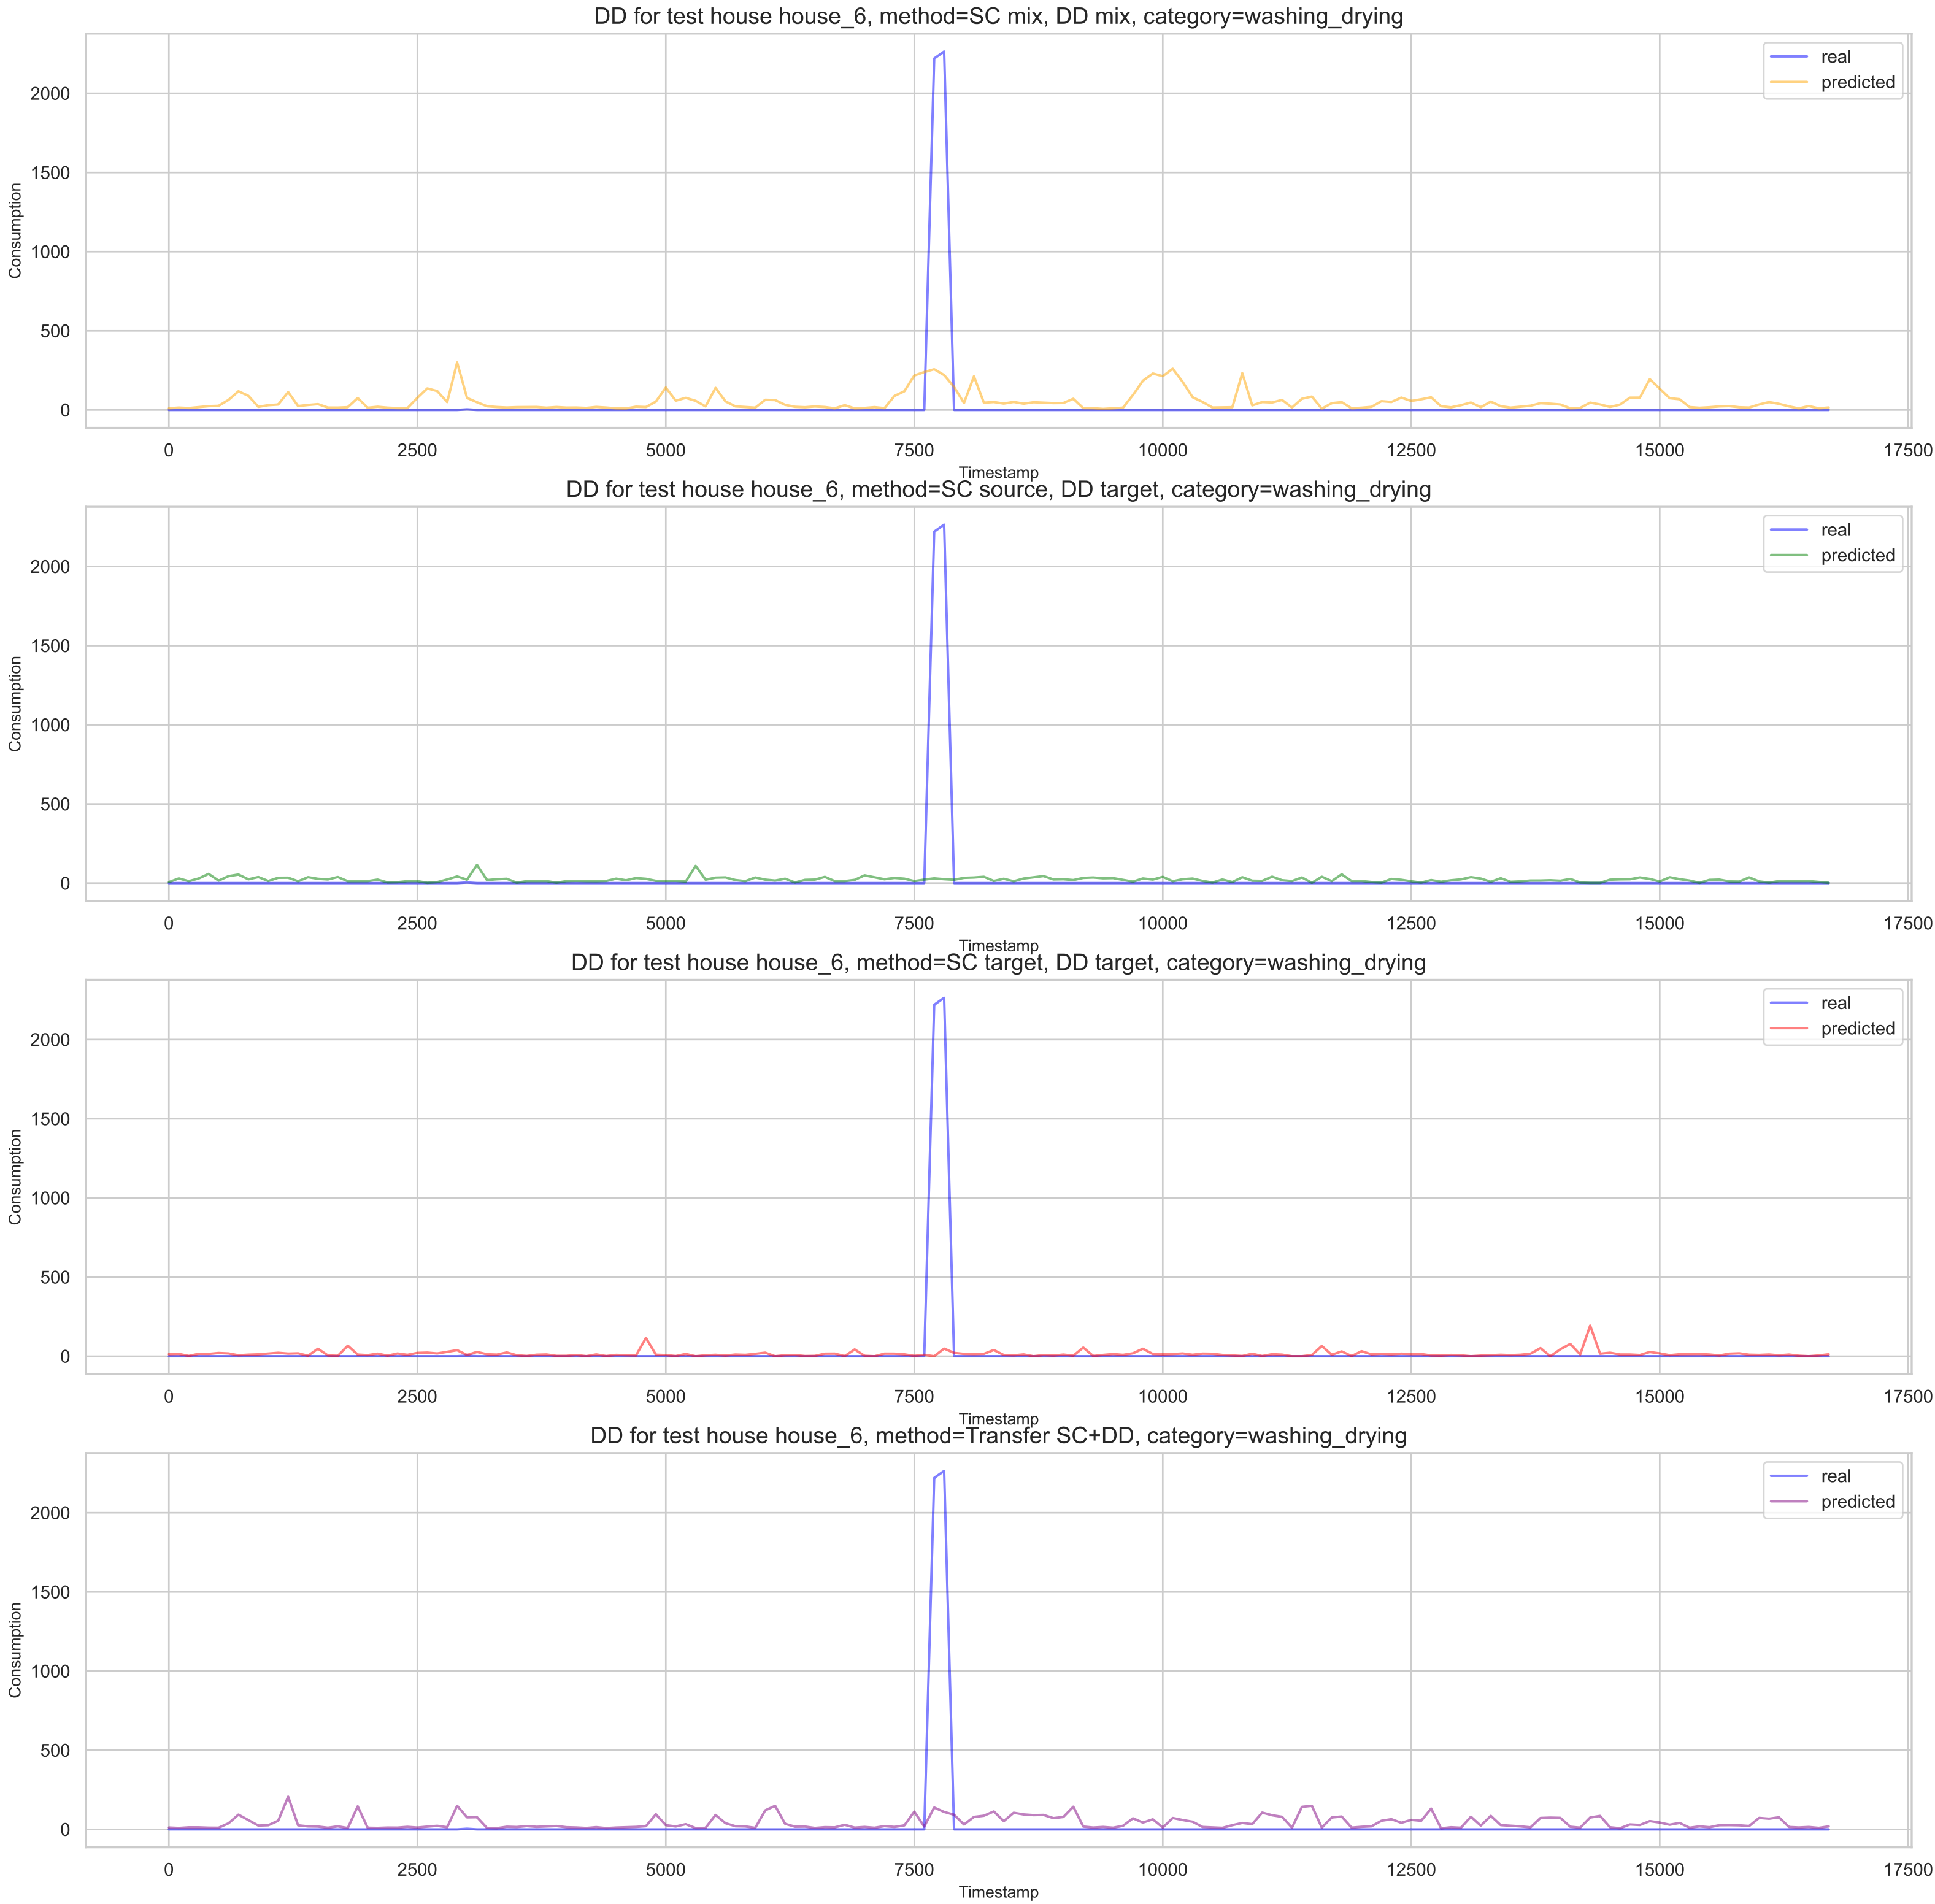 DD for test house house_6, method=SC mix, DD mix, category=washing_drying
real
predicted
2000
1500
1000
500
0
Consumption
0 2500 5000 7500 10000 12500 15000 17500
Timestamp
DD for test house house_6, method=SC source, DD target, category=washing_drying
real
predicted
2000
1500
1000
500
0
Consumption
0 2500 5000 7500 10000 12500 15000 17500
Timestamp
DD for test house house_6, method=SC target, DD target, category=washing_drying
real
predicted
2000
1500
1000
500
0
Consumption
0 2500 5000 7500 10000 12500 15000 17500
Timestamp
DD for test house house_6, method=Transfer SC+DD, category=washing_drying
real
predicted
2000
1500
1000
500
0
Consumption
0 2500 5000 7500 10000 12500 15000 17500
Timestamp